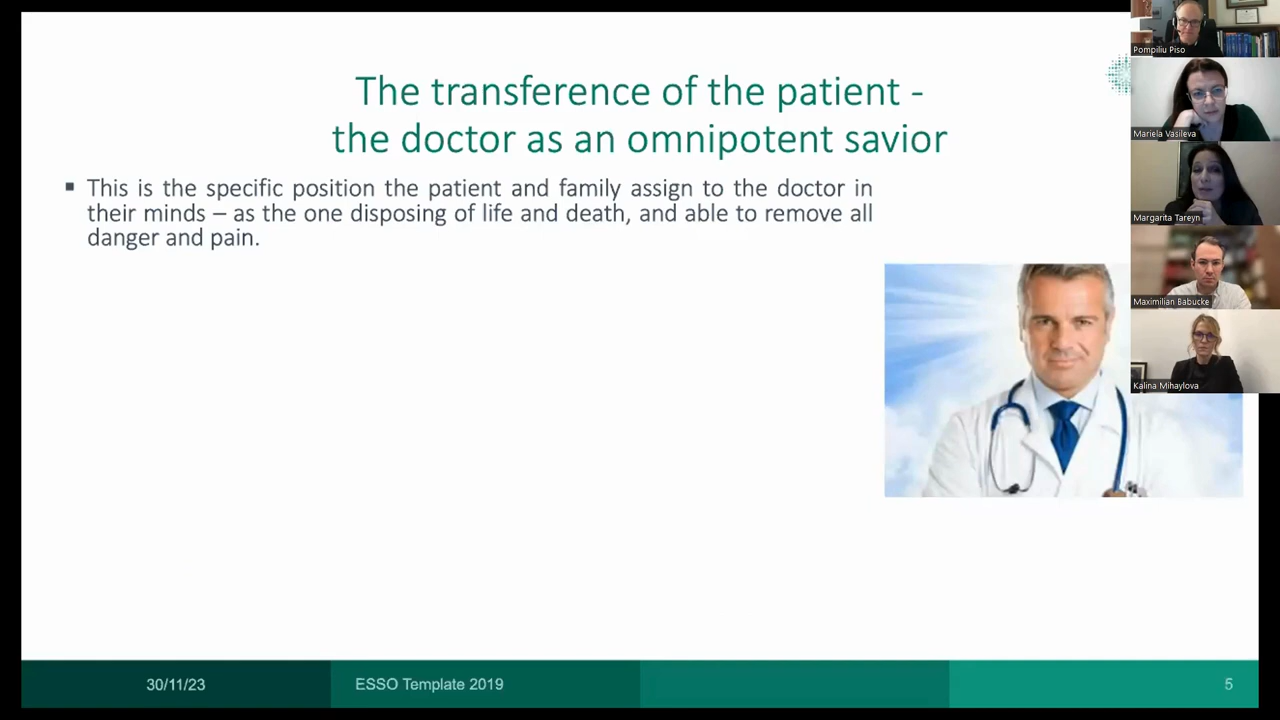 The transference of the patient -
the doctor as an omnipotent savior
▪ This is the specific position the patient and family assign to the doctor in
their minds – as the one disposing of life and death, and able to remove all
danger and pain.
Pompiliu Piso
Mariela Vasileva
Margarita Tareyn
Maximilian Babucke
Kalina Mihaylova
30/11/23
ESSO Template 2019
5